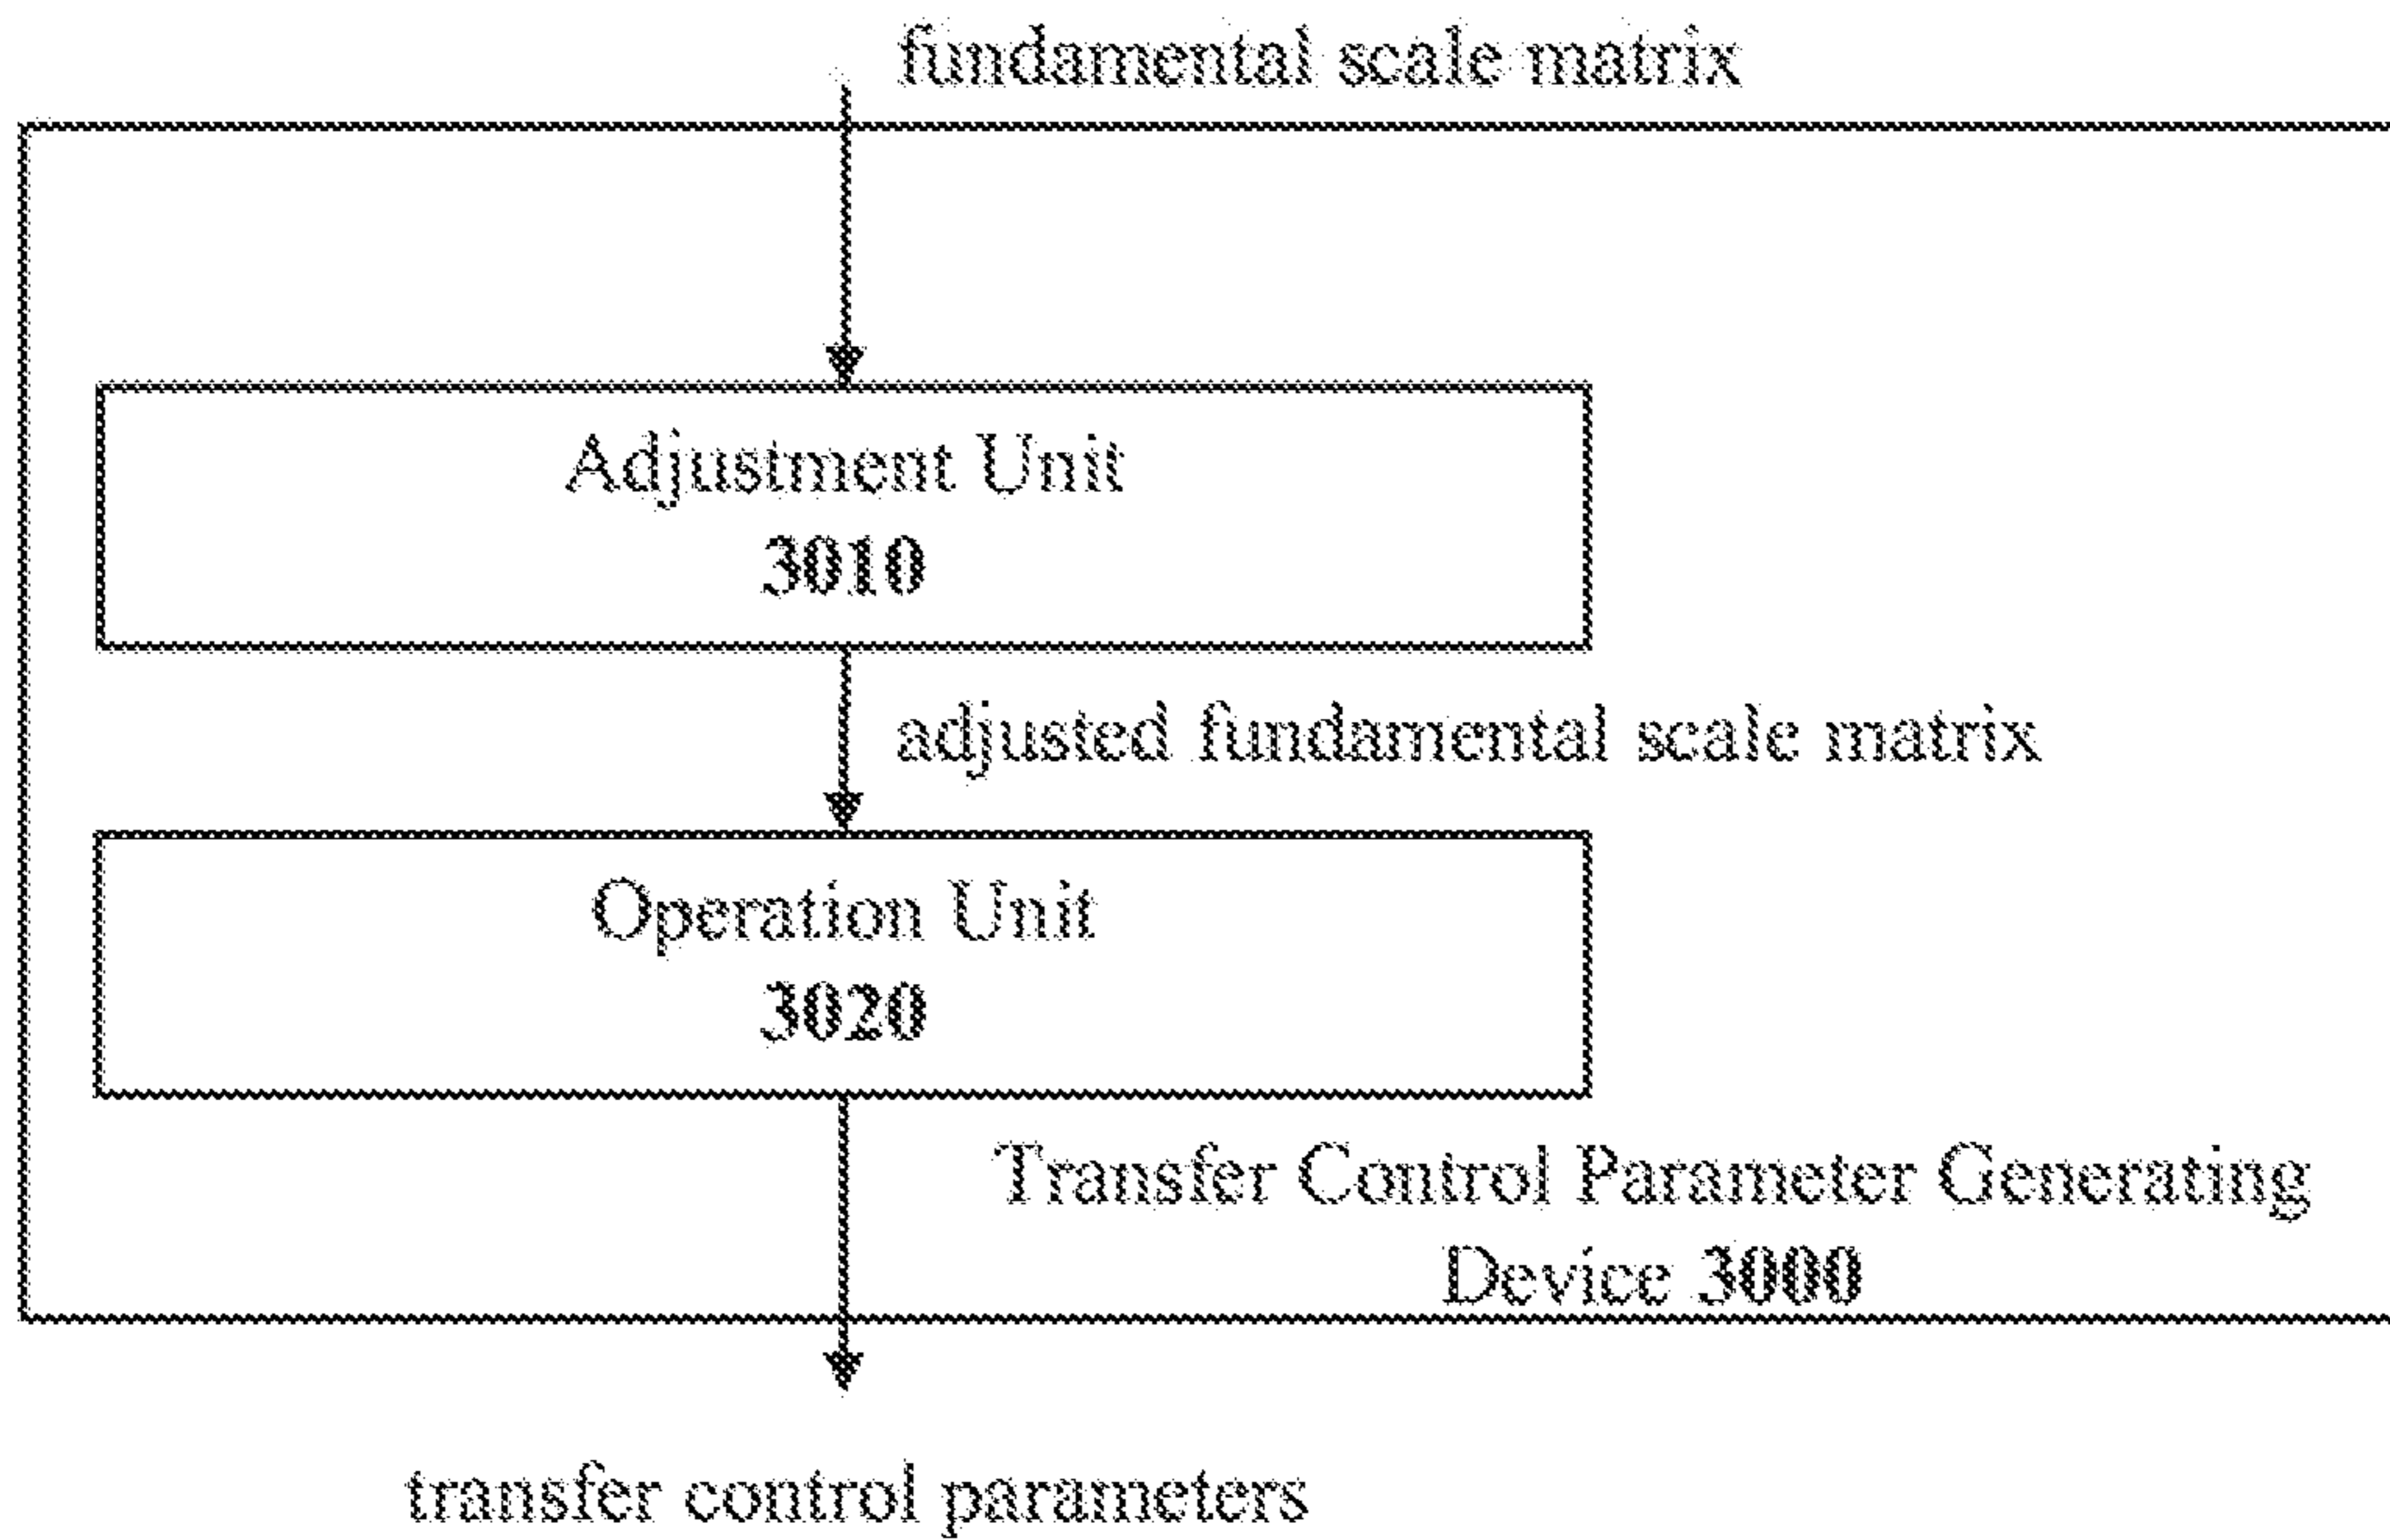 fundamental scale matrix
Adjustment Unit
3010
adjusted fundamental scale matrix
Operation Unit
3020
Transfer Control Parameter Generating
Device 3000
transfer control parameters